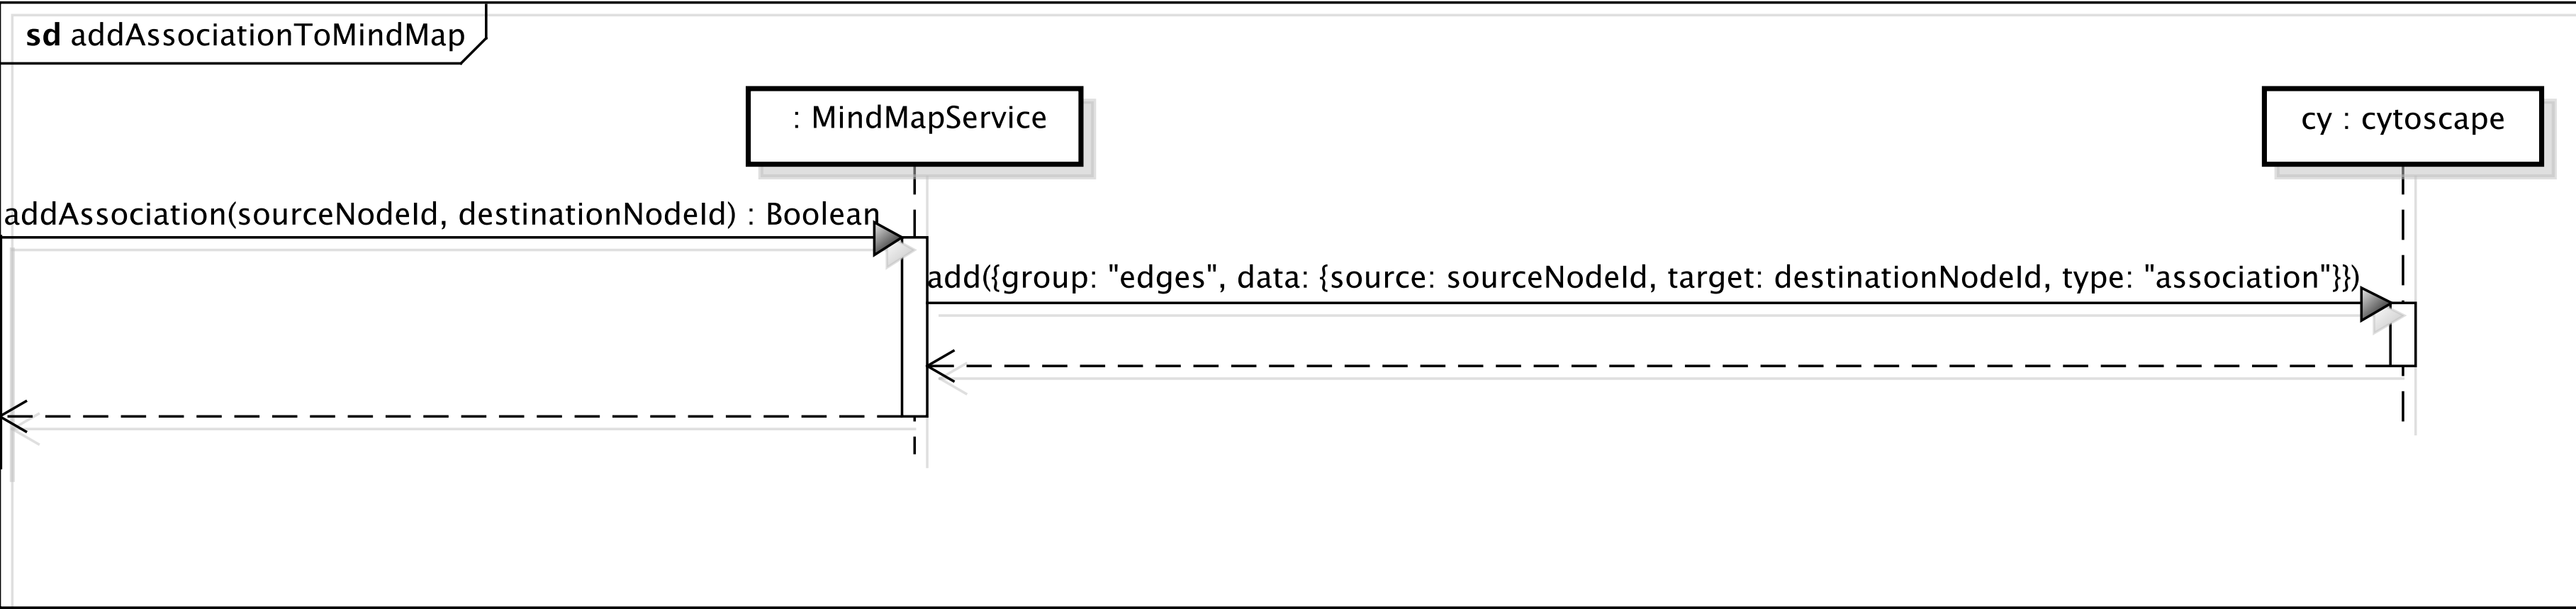 sd addAssociationToMindMap
: MindMapService
cy : cytoscape
addAssociation(sourceNodeId, destinationNodeId) : Boolean
add({group: "edges", data: {source: sourceNodeId, target: destinationNodeId, type: "association"}})